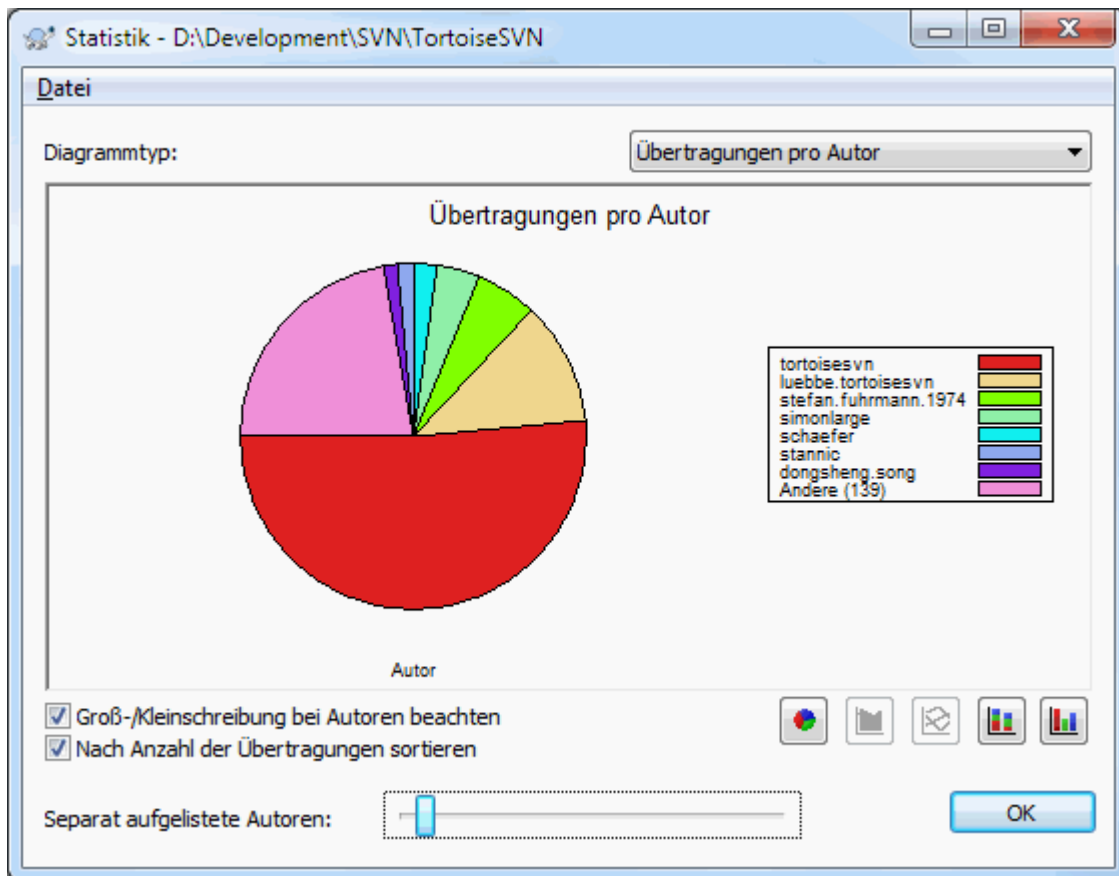 Statistik - D:\Development\SVN\TortoiseSVN
Datei
Diagrammtyp:
Übertragungen pro Autor
Übertragungen pro Autor
tortoisesvn
luebbe.tortoisesvn
stefan.fuhrmann.1974
simonlarge
schaefer
stannic
dongsheng.song
Andere (139)
Autor
Groß-/Kleinschreibung bei Autoren beachten
Nach Anzahl der Übertragungen sortieren
Separat aufgelistete Autoren:
OK